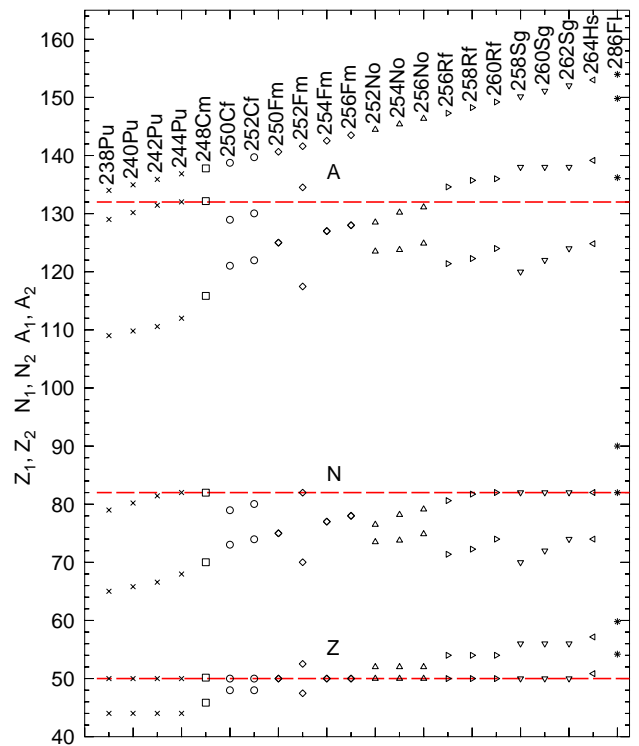 160
150
140
130
120
110
100
90
80
70
60
50
40
Z1, Z2 N1, N2 A1, A2
238Pu
240Pu
242Pu
244Pu
248Cm
250Cf
252Cf
250Fm
252Fm
254Fm
256Fm
252No
254No
256No
256Rf
258Rf
260Rf
258Sg
260Sg
262Sg
264Hs
286Fl
A
N
Z